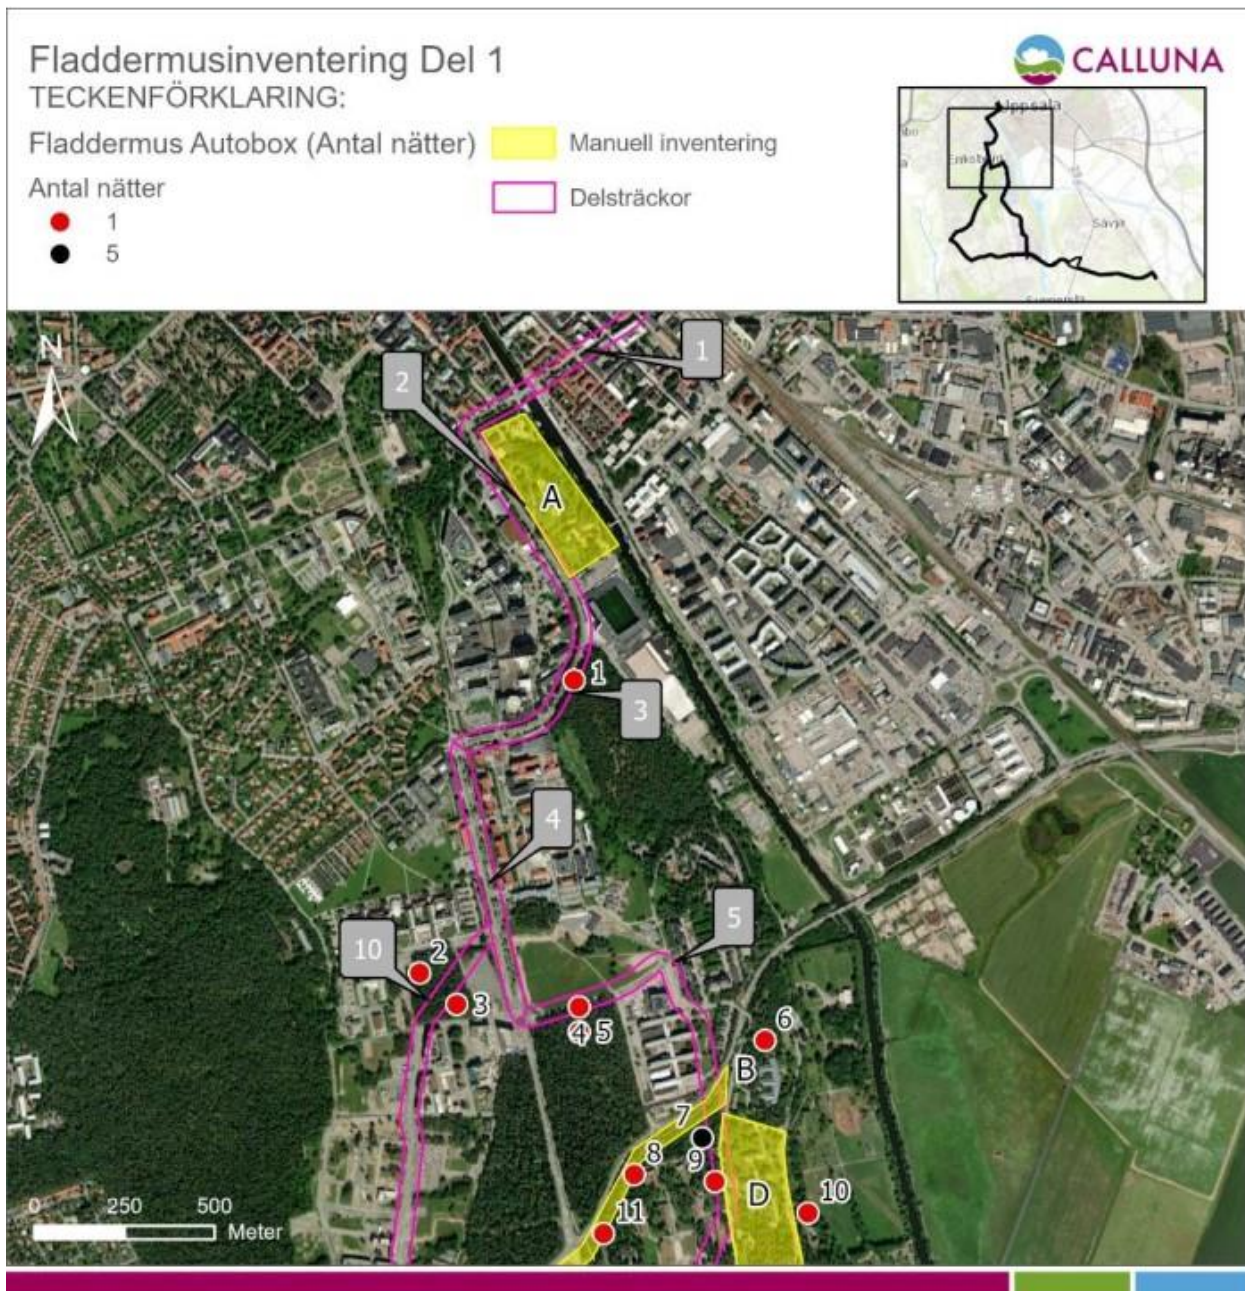 Fladdermusinventering Del 1
TECKENFÖRKLARING:
Fladdermus Autobox (Antal nätter)
Antal nätter
1
5
Manuell inventering
Delsträckor
CALLUNA
Uppsala
Sävja
N
1
2
A
1
3
4
5
10
2
3
4 5
6
B
7
8
9
D
10
11
0 250 500
Meter